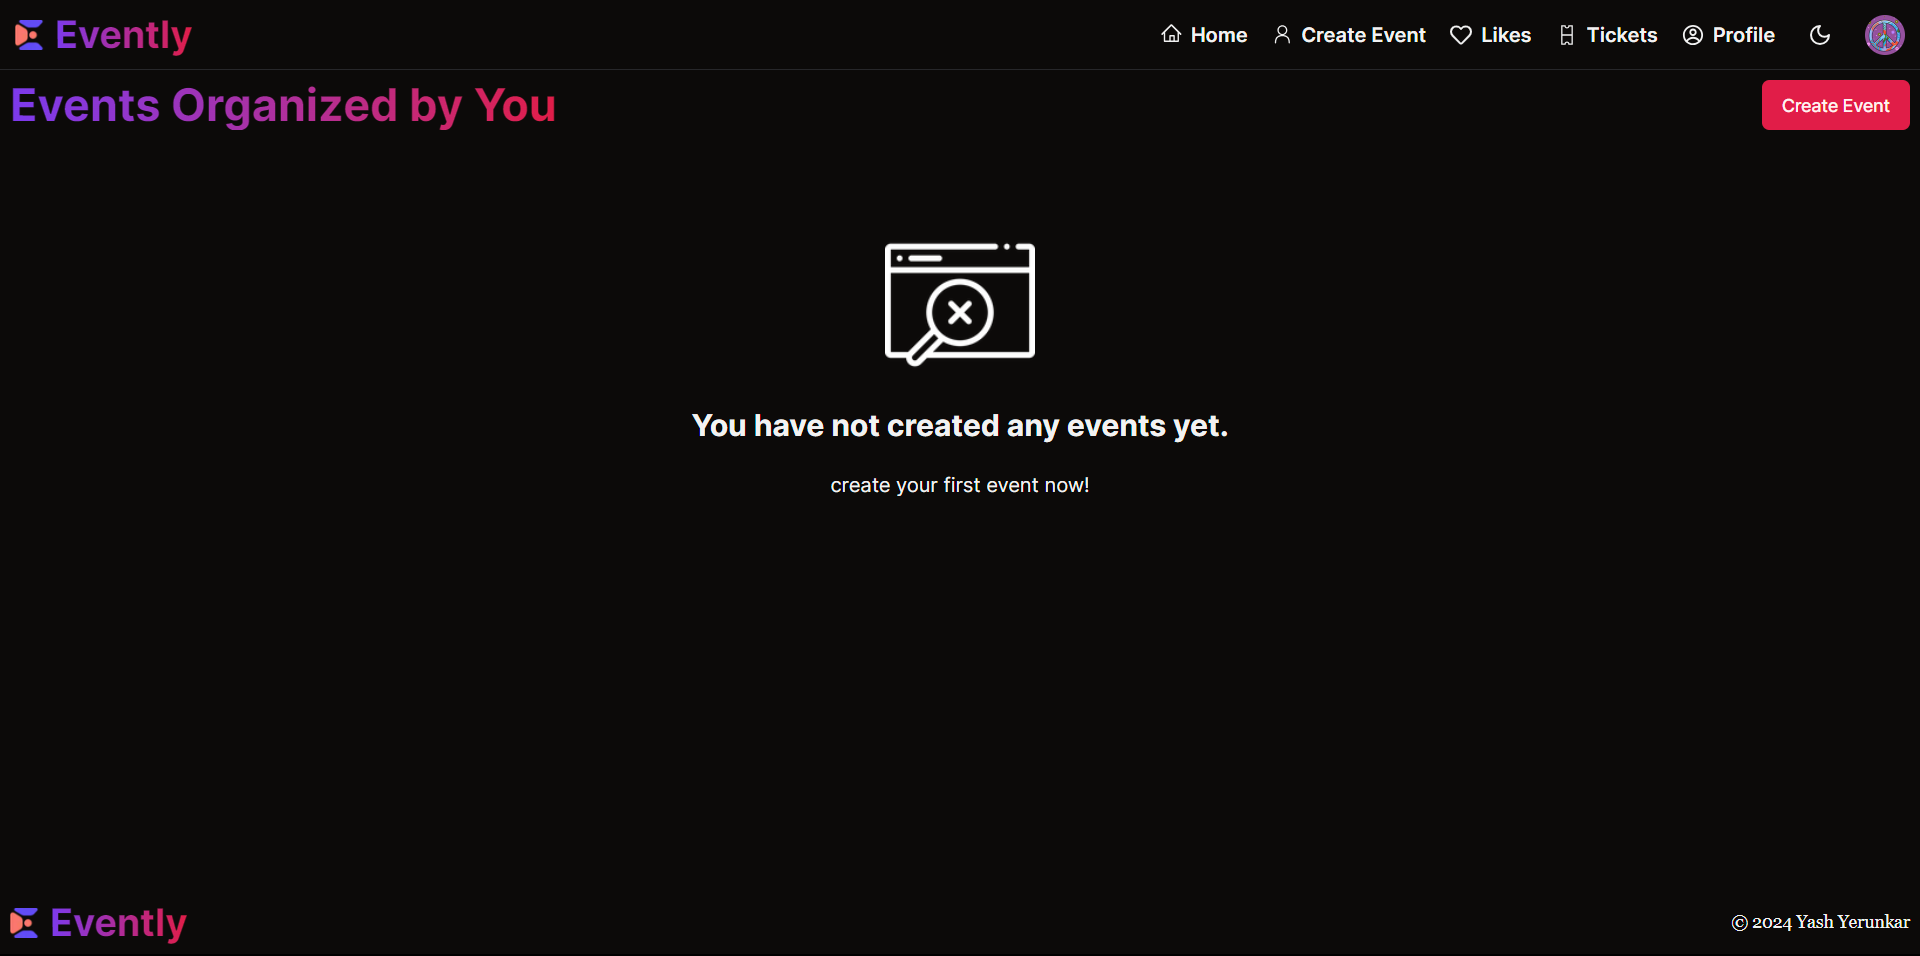 Evently
Home
Create Event
Likes
Tickets
Profile
Events Organized by You
Create Event
You have not created any events yet.
create your first event now!
Evently
© 2024 Yash Yerunkar